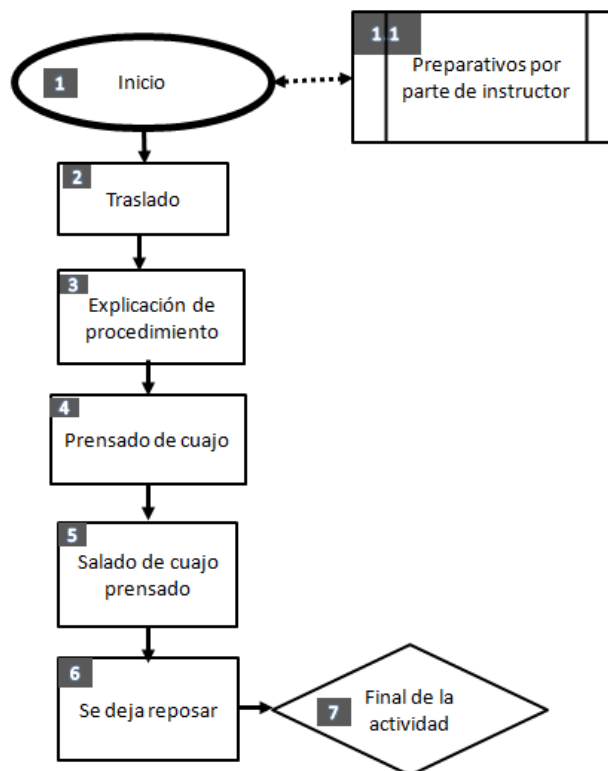 1
Inicio
1.1
Preparativos por
parte de instructor
2
Traslado
3
Explicación de
procedimiento
4
Prensado de cuajo
5
Salado de cuajo
prensado
6
Se deja reposar
7
Final de la
actividad